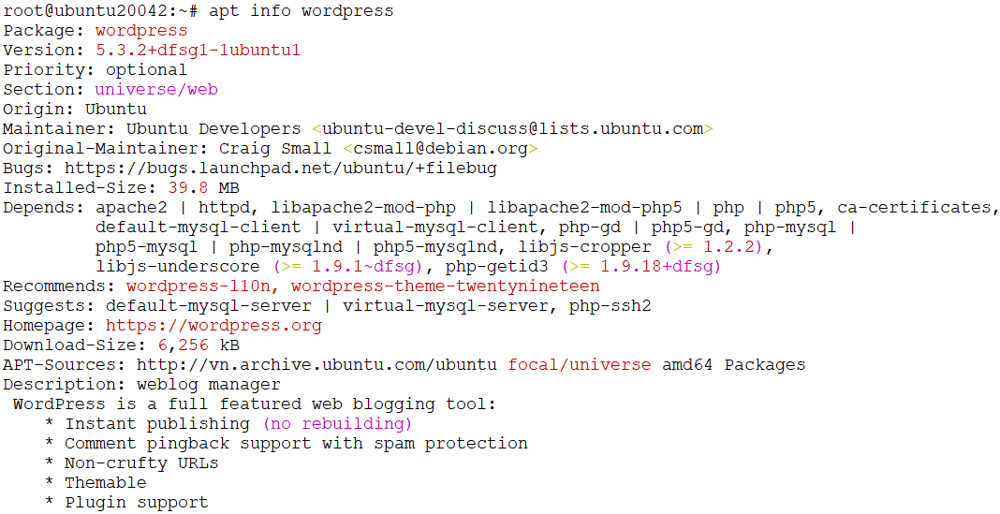 root@ubuntu20042:~# apt info wordpress
Package: wordpress
Version: 5.3.2+dfsg1-1ubuntu1
Priority: optional
Section: universe/web
Origin: Ubuntu
Maintainer: Ubuntu Developers <ubuntu-devel-discuss@lists.ubuntu.com>
Original-Maintainer: Craig Small <csmall@debian.org>
Bugs: https://bugs.launchpad.net/ubuntu/+filebug
Installed-Size: 39.8 MB
Depends: apache2 | httpd, libapache2-mod-php | libapache2-mod-php5 | php | php5, ca-certificates,
default-mysql-client | virtual-mysql-client, php-gd | php5-gd, php-mysql |
php5-mysql | php-mysqlnd | php5-mysqlnd, libjs-cropper (>= 1.2.2),
libjs-underscore (>= 1.9.1~dfsg), php-getid3 (>= 1.9.18+dfsg)
Recommends: wordpress-l10n, wordpress-theme-twentynineteen
Suggests: default-mysql-server | virtual-mysql-server, php-ssh2
Homepage: https://wordpress.org
Download-Size: 6,256 kB
APT-Sources: http://vn.archive.ubuntu.com/ubuntu focal/universe amd64 Packages
Description: weblog manager
WordPress is a full featured web blogging tool:
* Instant publishing (no rebuilding)
* Comment pingback support with spam protection
* Non-crufty URLs
* Themable
* Plugin support